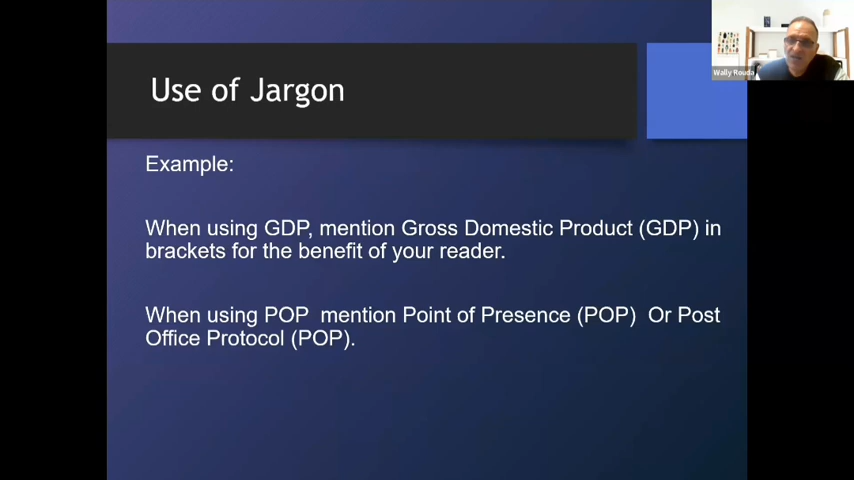 Use of Jargon
Wally Rouda
Example:
When using GDP, mention Gross Domestic Product (GDP) in
brackets for the benefit of your reader.
When using POP  mention Point of Presence (POP)  Or Post
Office Protocol (POP).